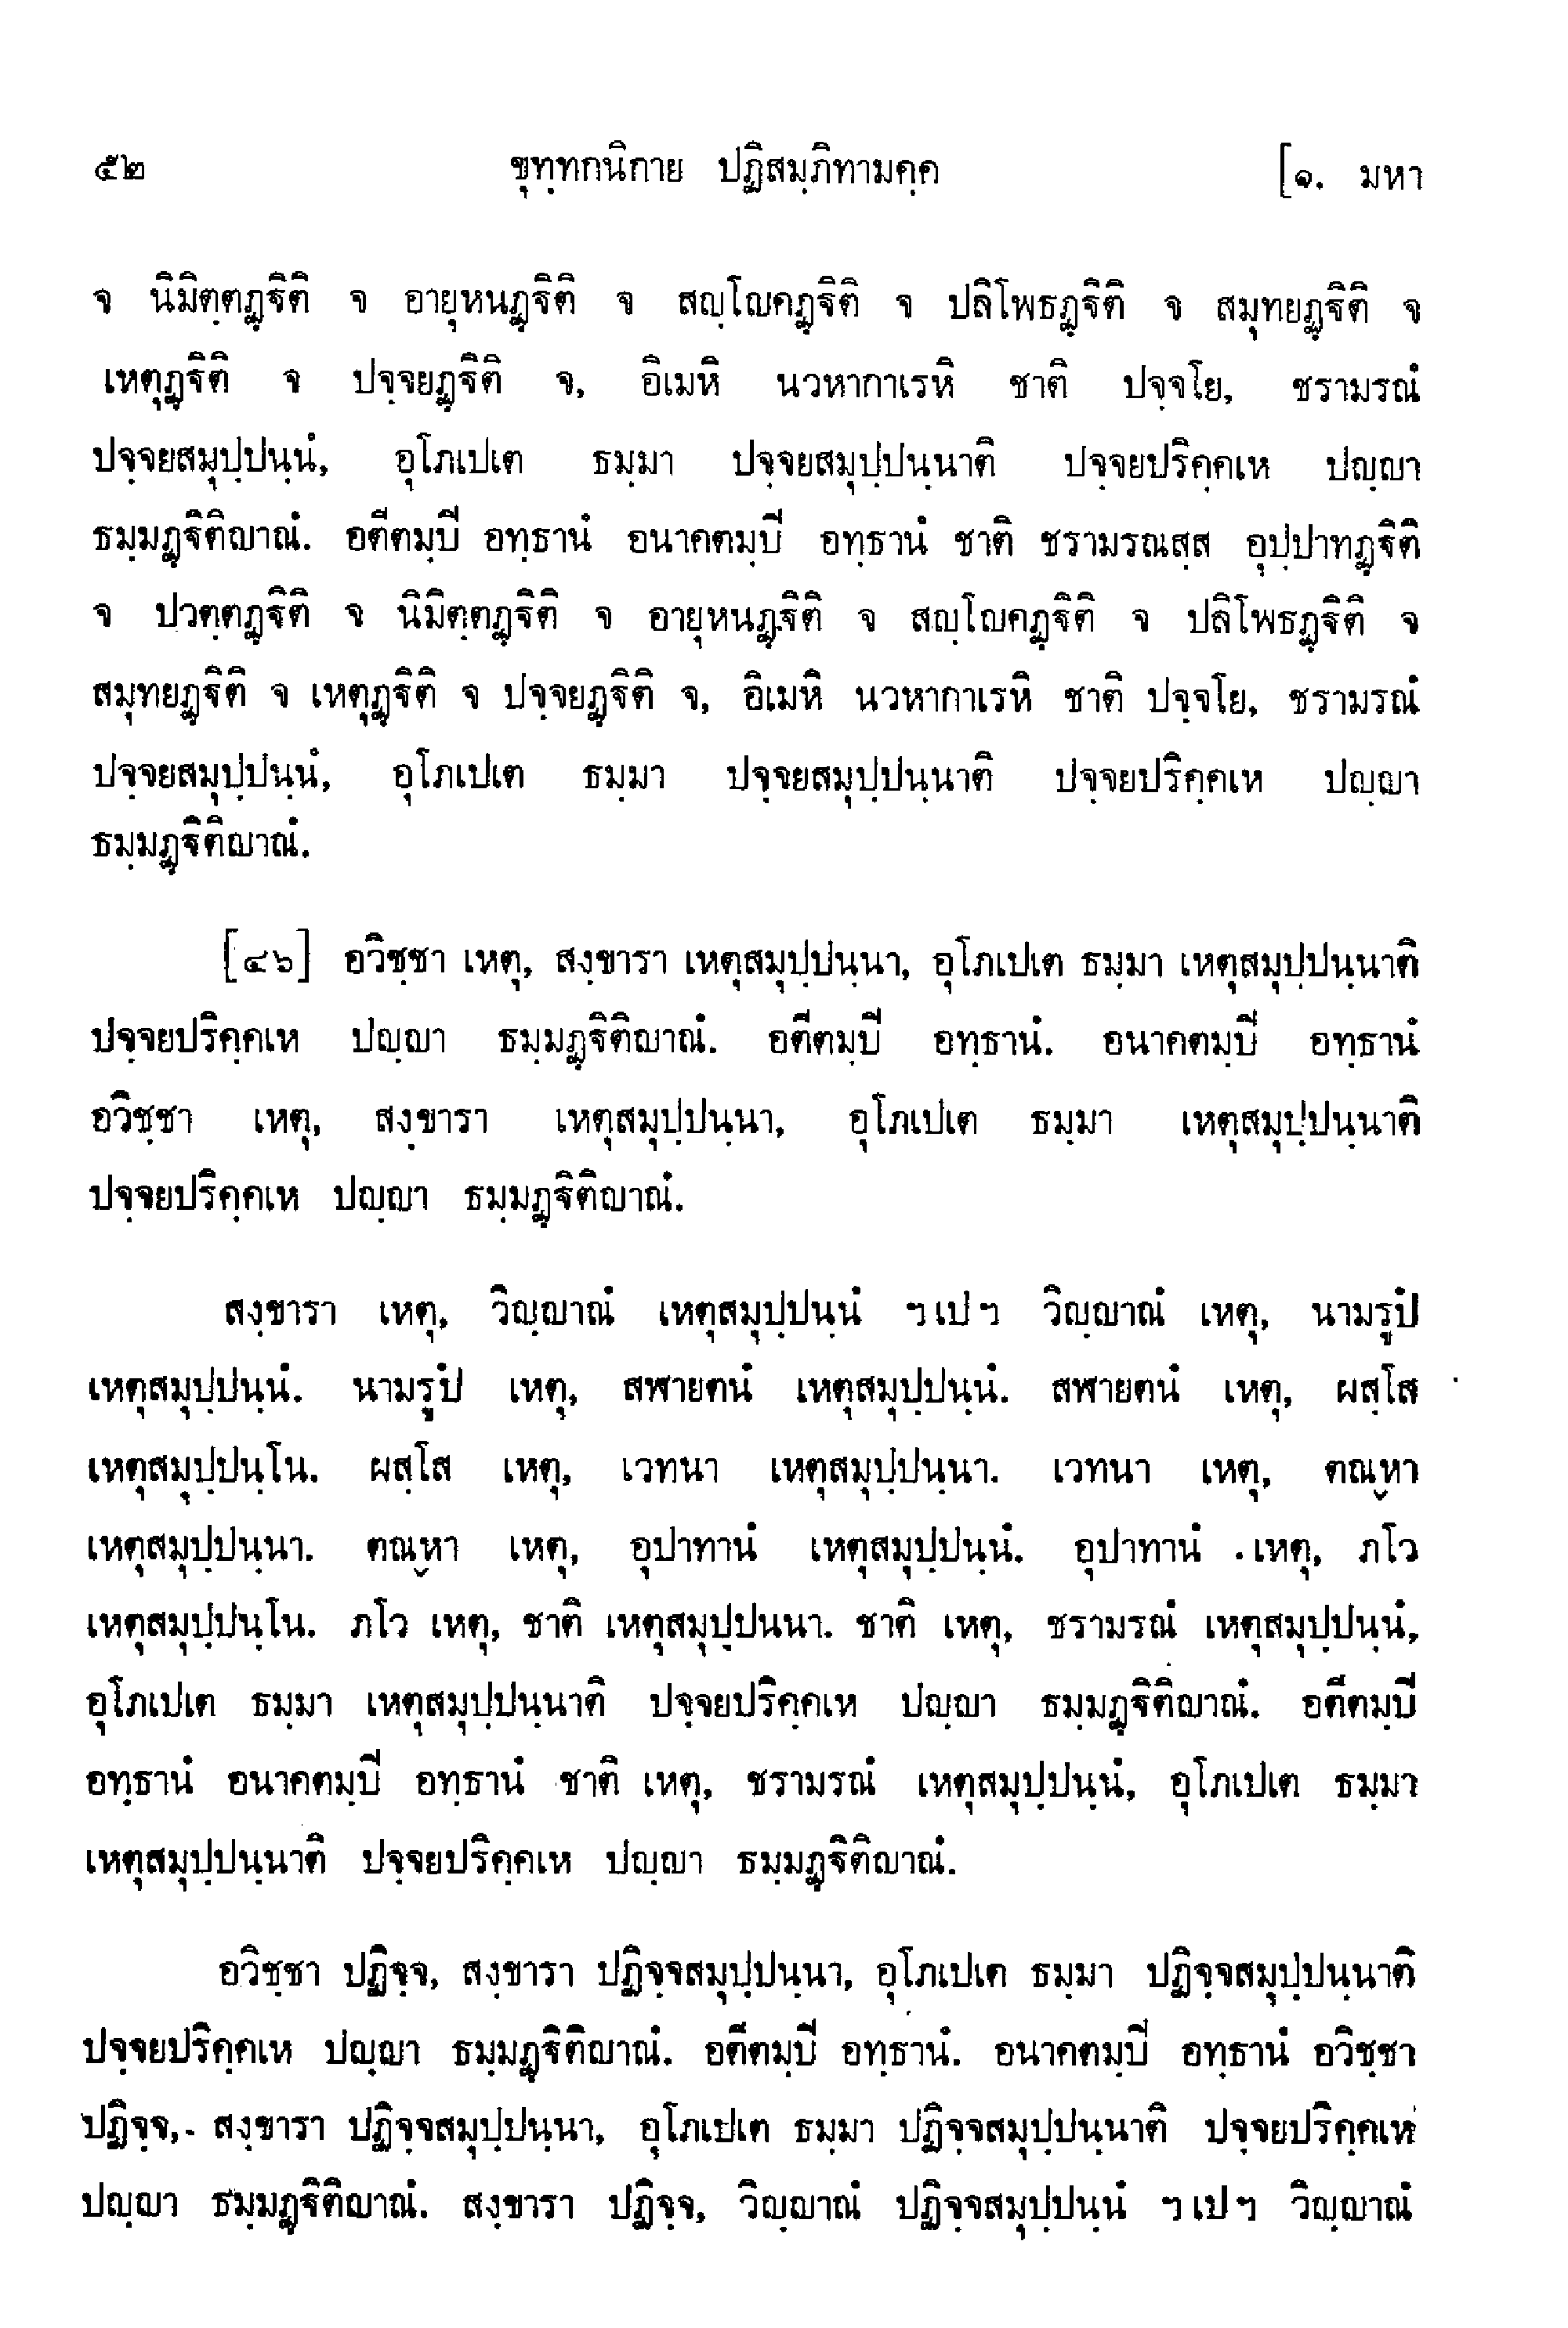 ๕๒ ขุทฺทกนิกาย ปฏิสมฺภิทามคฺค [๑. มหา
จ นิมิตฺตฏฺฐิติ จ อายุหนฏฺฐิติ จ สญฺโญคฏฺฐิติ จ ปลิโพธฏฺฐิติ จ สมุทยฏฺฐิติ จ
เหตุฏฺฐิติ จ ปจฺจยฏฺฐิติ จ, อิเมหิ นวหากาเรหิ ชาติ ปจฺจโย, ชรามรณํ
ปจฺจยสมุปฺปนฺนํ, อุโภเปเต ธมฺมา ปจฺจยสมุปฺปนฺนาติ ปจฺจยปริคฺคเห ปญฺญา
ธมฺมฏฺฐิติญาณํ. อตีตมฺปิ อทฺธานํ อนาคตมฺปิ อทฺธานํ ชาติ ชรามรณสฺส อุปฺปาทฏฺฐิติ
จ ปวตฺตฏฺฐิติ จ นิมิตฺตฏฺฐิติ จ อายุหนฏฺฐิติ จ สญฺโญคฏฺฐิติ จ ปลิโพธฏฺฐิติ จ
สมุทยฏฺฐิติ จ เหตุฏฺฐิติ จ ปจฺจยฏฺฐิติ จ, อิเมหิ นวหากาเรหิ ชาติ ปจฺจโย, ชรามรณํ
ปจฺจยสมุปฺปนฺนํ, อุโภเปเต ธมฺมา ปจฺจยสมุปฺปนฺนาติ ปจฺจยปริคฺคเห ปญฺญา
ธมฺมฏฺฐิติญาณํ.
[๔๖] อวิชฺชา เหตุ, สงฺขารา เหตุสมุปฺปนฺนา, อุโภเปเต ธมฺมา เหตุสมุปฺปนฺนาติ
ปจฺจยปริคฺคเห ปญฺญา ธมฺมฏฺฐิติญาณํ. อตีตมฺปิ อทฺธานํ. อนาคตมฺปิ อทฺธานํ
อวิชฺชา เหตุ, สงฺขารา เหตุสมุปฺปนฺนา, อุโภเปเต ธมฺมา เหตุสมุปฺปนฺนาติ
ปจฺจยปริคฺคเห ปญฺญา ธมฺมฏฺฐิติญาณํ.
สงฺขารา เหตุ, วิญฺญาณํ เหตุสมุปฺปนฺนํ ฯเปฯ วิญฺญาณํ เหตุ, นามรูปํ
เหตุสมุปฺปนฺนํ. นามรูปํ เหตุ, สฬายตนํ เหตุสมุปฺปนฺนํ. สฬายตนํ เหตุ, ผสฺโส
เหตุสมุปฺปนฺโน. ผสฺโส เหตุ, เวทนา เหตุสมุปฺปนฺนา. เวทนา เหตุ, ตณฺหา
เหตุสมุปฺปนฺนา. ตณฺหา เหตุ, อุปาทานํ เหตุสมุปฺปนฺนํ. อุปาทานํ เหตุ, ภโว
เหตุสมุปฺปนฺโน. ภโว เหตุ, ชาติ เหตุสมุปฺปนนา. ชาติ เหตุ, ชรามรณํ เหตุสมุปฺปนฺนํ,
อุโภเปเต ธมฺมา เหตุสมุปฺปนฺนาติ ปจฺจยปริคฺคเห ปญฺญา ธมฺมฏฺฐิติญาณํ. อตีตมฺปิ
อทฺธานํ อนาคตมฺปิ อทฺธานํ ชาติ เหตุ, ชรามรณํ เหตุสมุปฺปนฺนํ, อุโภเปเต ธมฺมา
เหตุสมุปฺปนฺนาติ ปจฺจยปริคฺคเห ปญฺญา ธมฺมฏฺฐิติญาณํ.
อวิชฺชา ปฏิจฺจ, สงฺขารา ปฏิจฺจสมุปฺปนฺนา, อุโภเปเต ธมฺมา ปฏิจฺจสมุปฺปนฺนาติ
ปจฺจยปริคฺคเห ปญฺญา ธมฺมฏฺฐิติญาณํ. อตีตมฺปิ อทฺธานํ. อนาคตมฺปิ อทฺธานํ อวิชฺชา
ปฏิจฺจ, สงฺขารา ปฏิจฺจสมุปฺปนฺนา, อุโภเปเต ธมฺมา ปฏิจฺจสมุปฺปนฺนาติ ปจฺจยปริคฺคเห
ปญฺญา ธมฺมฏฺฐิติญาณํ. สงฺขารา ปฏิจฺจ, วิญฺญาณํ ปฏิจฺจสมุปฺปนฺนํ ฯเปฯ วิญฺญาณํ